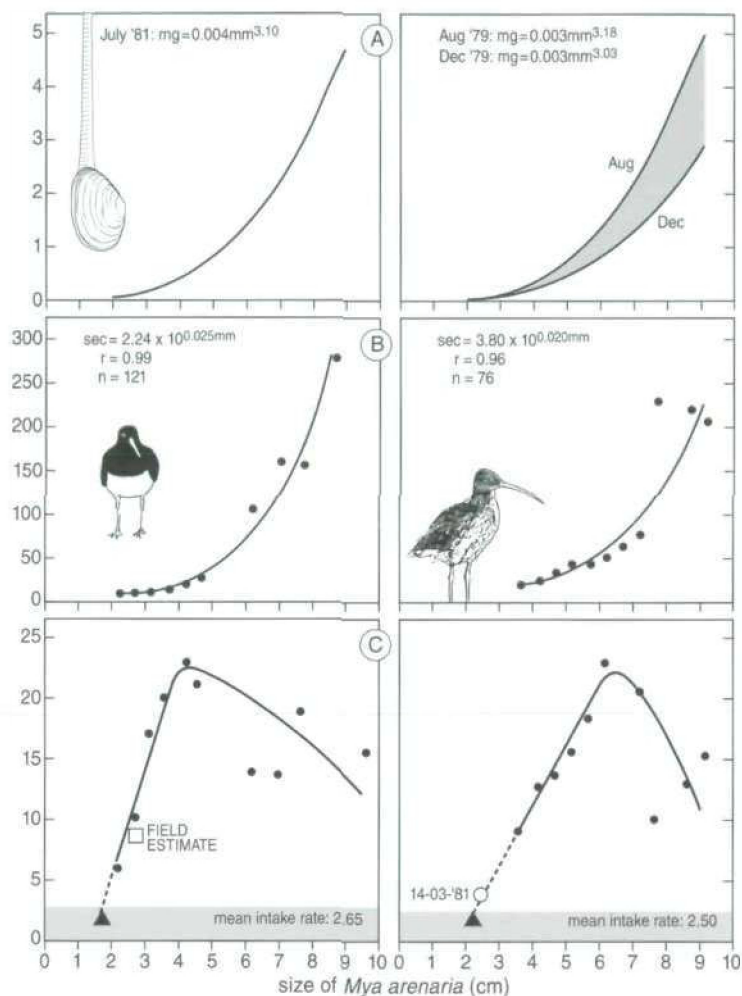 July '81: mg=0.004mm3.10
A
Aug '79: mg=0.003mm3.18
Dec '79: mg=0.003mm3.03
Aug
Dec
5
4
3
2
1
0
B
sec = 2.24 x 100.025mm
r = 0.99
n = 121
sec = 3.80 x 100.020mm
r = 0.96
n = 76
300
250
200
150
100
50
0
C
25
20
15
10
5
0
FIELD
ESTIMATE
mean intake rate: 2.65
14-03-'81
mean intake rate: 2.50
0 1 2 3 4 5 6 7 8 9 10
0 1 2 3 4 5 6 7 8 9 10
size of Mya arenaria (cm)